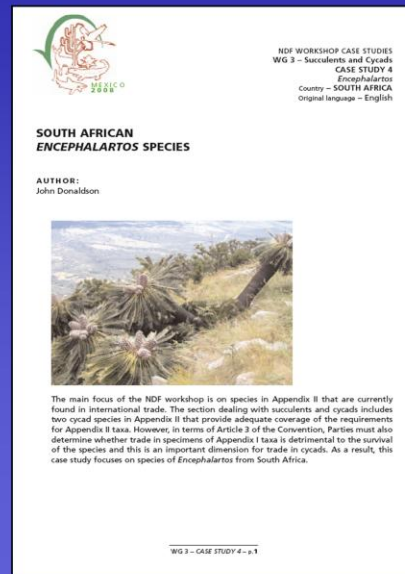 MEXICO
2008
NDF WORKSHOP CASE STUDIES
WG 3 – Succulents and Cycads
CASE STUDY 4
Encephalartos
Country – SOUTH AFRICA
Original language – English
SOUTH AFRICAN
ENCEPHALARTOS SPECIES
AUTHOR:
John Donaldson
The main focus of the NDF workshop is on species in Appendix II that are currently
found in international trade. The section dealing with succulents and cycads includes
two cycad species in Appendix II that provide adequate coverage of the requirements
for Appendix II taxa. However, in terms of Article 3 of the Convention, Parties must also
determine whether trade in specimens of Appendix I taxa is detrimental to the survival
of the species and this is an important dimension for trade in cycads. As a result, this
case study focuses on species of Encephalartos from South Africa.
WG 3 – CASE STUDY 4 – p.1